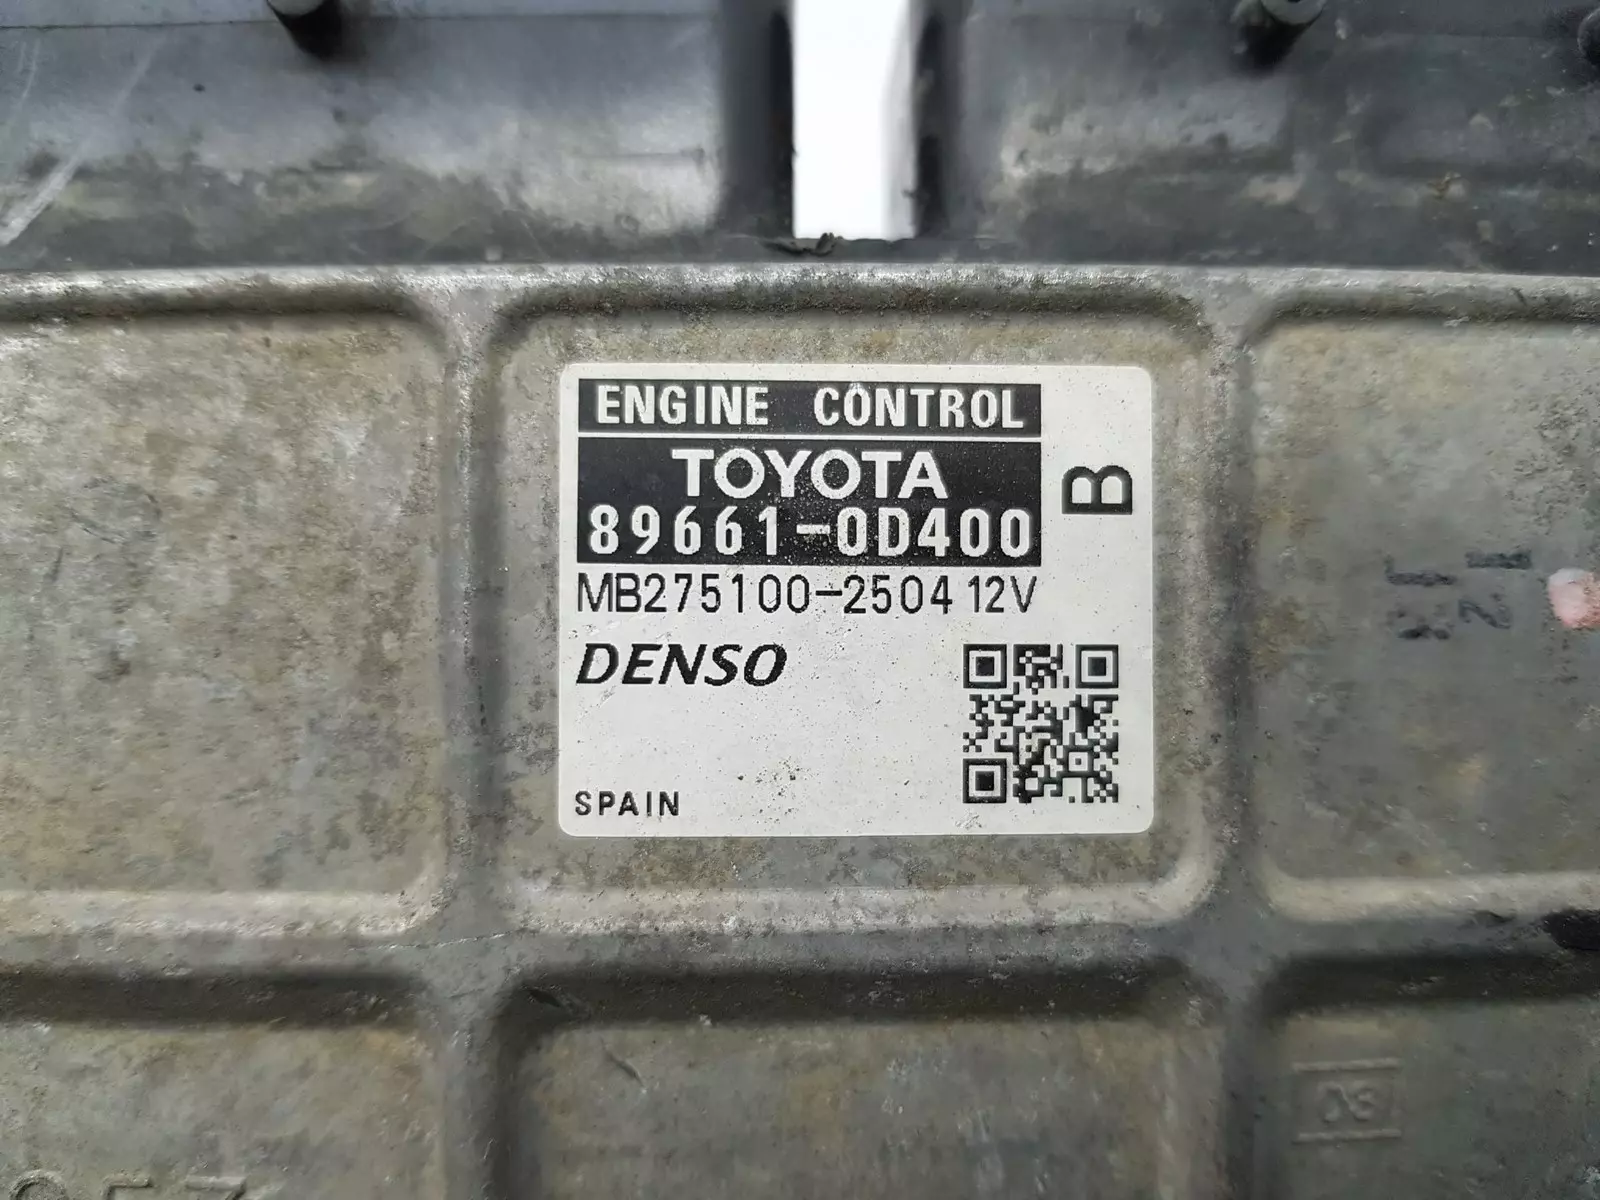 ENGINE CONTROL
TOYOTA
89661-0D400
B
MB275100-2504 12V
DENSO
SPAIN